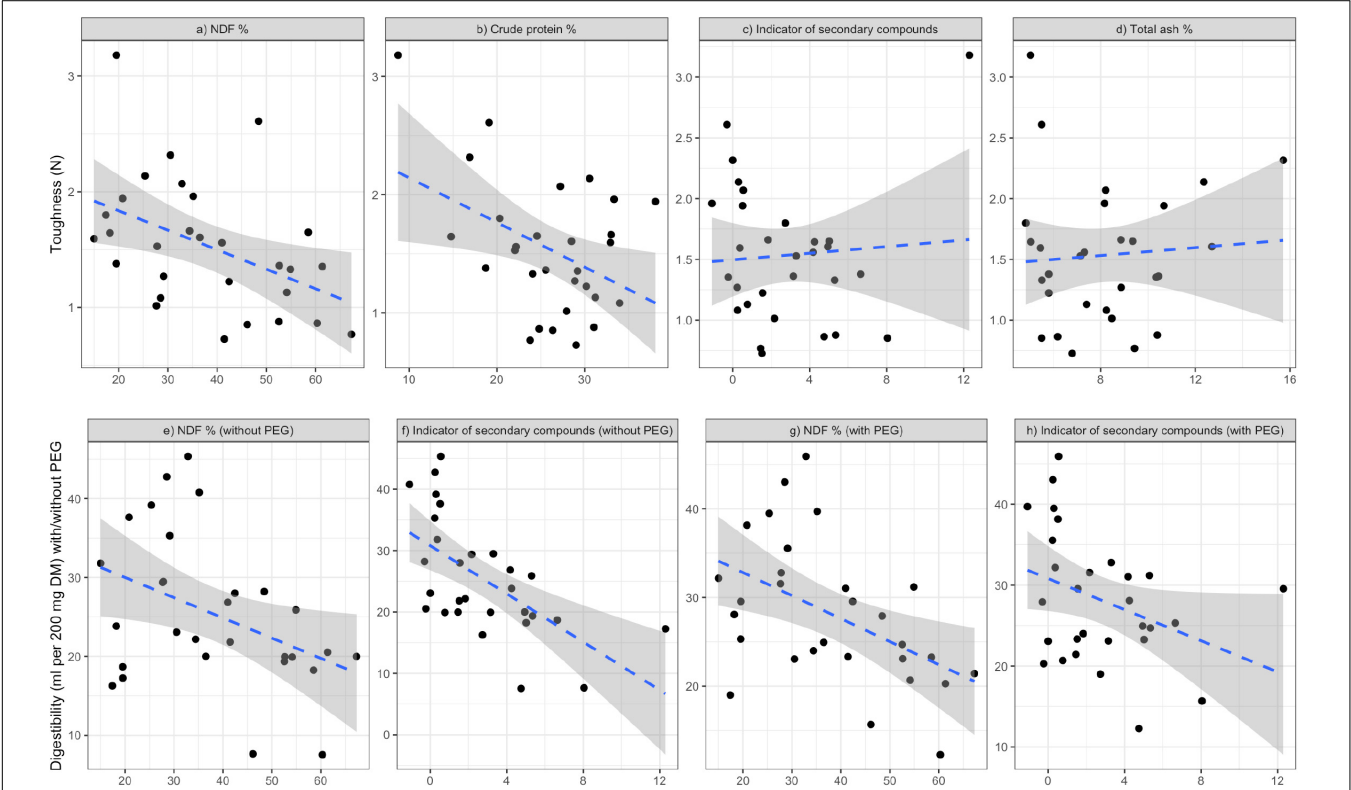 a) NDF %
b) Crude protein %
c) Indicator of secondary compounds
d) Total ash %
Toughness (N)
3
2
1
20 30 40 50 60
3
2
1
10 20 30
3.0
2.5
2.0
1.5
1.0
0 4 8 12
3.0
2.5
2.0
1.5
1.0
8 12 16
e) NDF % (without PEG)
f) Indicator of secondary compounds (without PEG)
g) NDF % (with PEG)
h) Indicator of secondary compounds (with PEG)
Digestibility (ml per 200 mg DM) with/without PEG
40
30
20
10
20 30 40 50 60
40
30
20
10
0
0 4 8 12
40
30
20
20 30 40 50 60
40
30
20
10
0 4 8 12